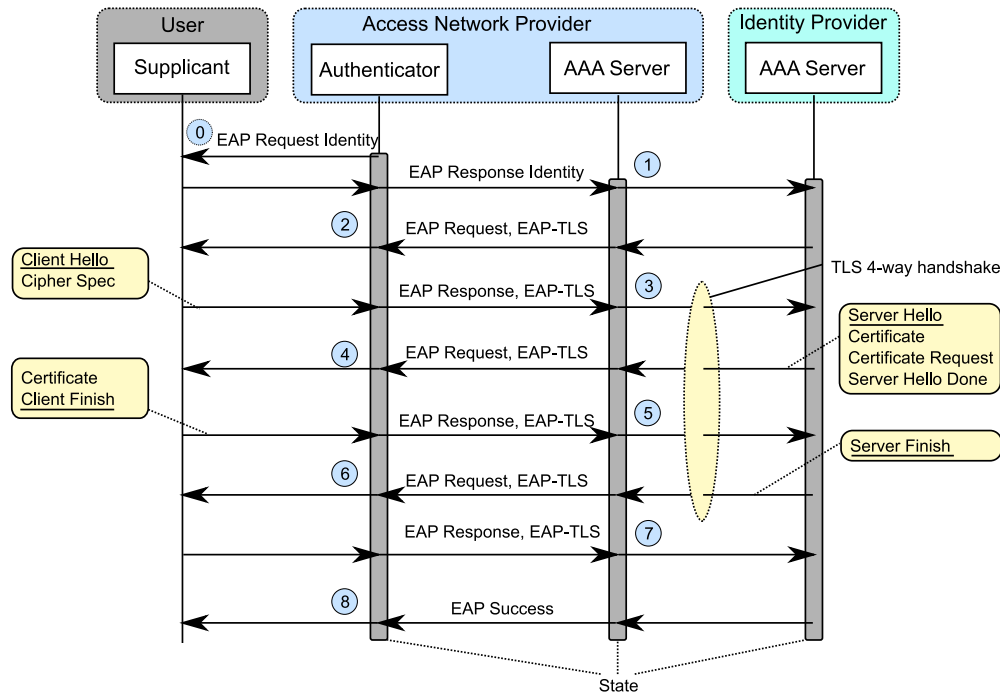 User
Access Network Provider
Identity Provider
Supplicant
Authenticator
AAA Server
AAA Server
0
EAP Request Identity
EAP Response Identity
1
2
EAP Request, EAP-TLS
Client Hello
Cipher Spec
TLS 4-way handshake
EAP Response, EAP-TLS
3
Server Hello
Certificate
Certificate Request
Server Hello Done
4
EAP Request, EAP-TLS
Certificate
Client Finish
EAP Response, EAP-TLS
5
Server Finish
6
EAP Request, EAP-TLS
EAP Response, EAP-TLS
7
8
EAP Success
State